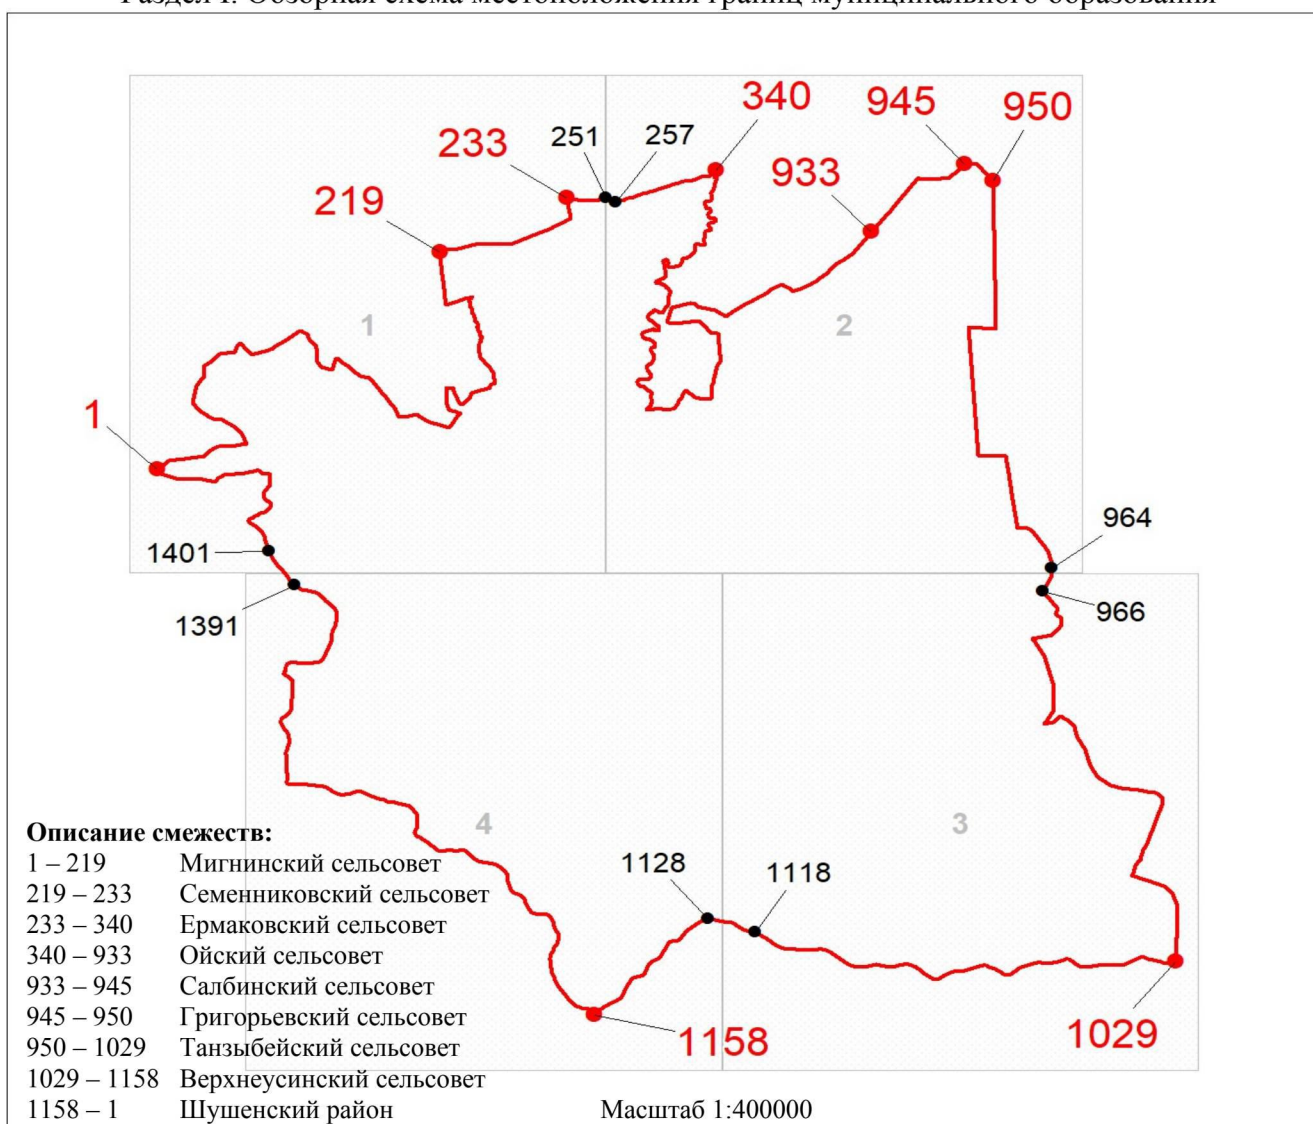 Раздел I. Обзорная схема местоположения границ муниципального образования
340
945
950
251
257
233
933
219
1
2
1
964
1401
966
1391
4
3
Описание смежеств:
1 – 219 Мигнинский сельсовет
219 – 233 Семенниковский сельсовет
233 – 340 Ермаковский сельсовет
340 – 933 Ойский сельсовет
933 – 945 Салбинский сельсовет
945 – 950 Григорьевский сельсовет
950 – 1029 Танзыбейский сельсовет
1029 – 1158 Верхнеусинский сельсовет
1158 – 1 Шушенский район
1128
1118
1158
1029
Масштаб 1:400000